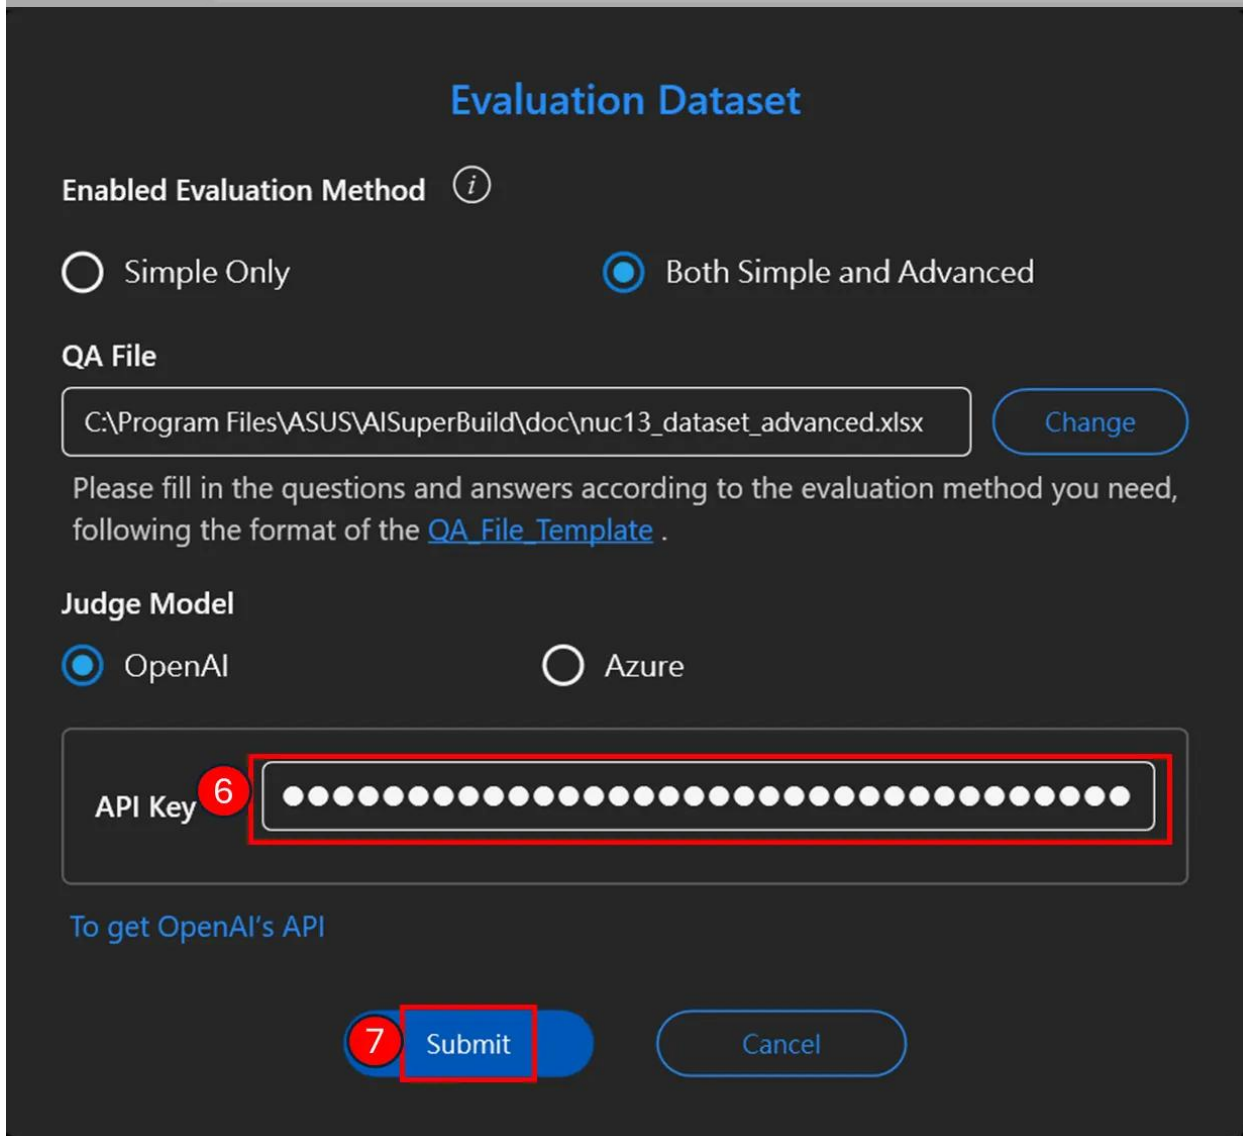 Evaluation Dataset
Enabled Evaluation Method i
Simple Only Both Simple and Advanced
QA File
C:\Program Files\ASUS\AISuperBuild\doc\nuc13_dataset_advanced.xlsx Change
Please fill in the questions and answers according to the evaluation method you need,
following the format of the QA_File_Template .
Judge Model
OpenAI Azure
API Key 6 ●●●●●●●●●●●●●●●●●●●●●●●●●●●●●●●●●●
To get OpenAI's API
7 Submit Cancel